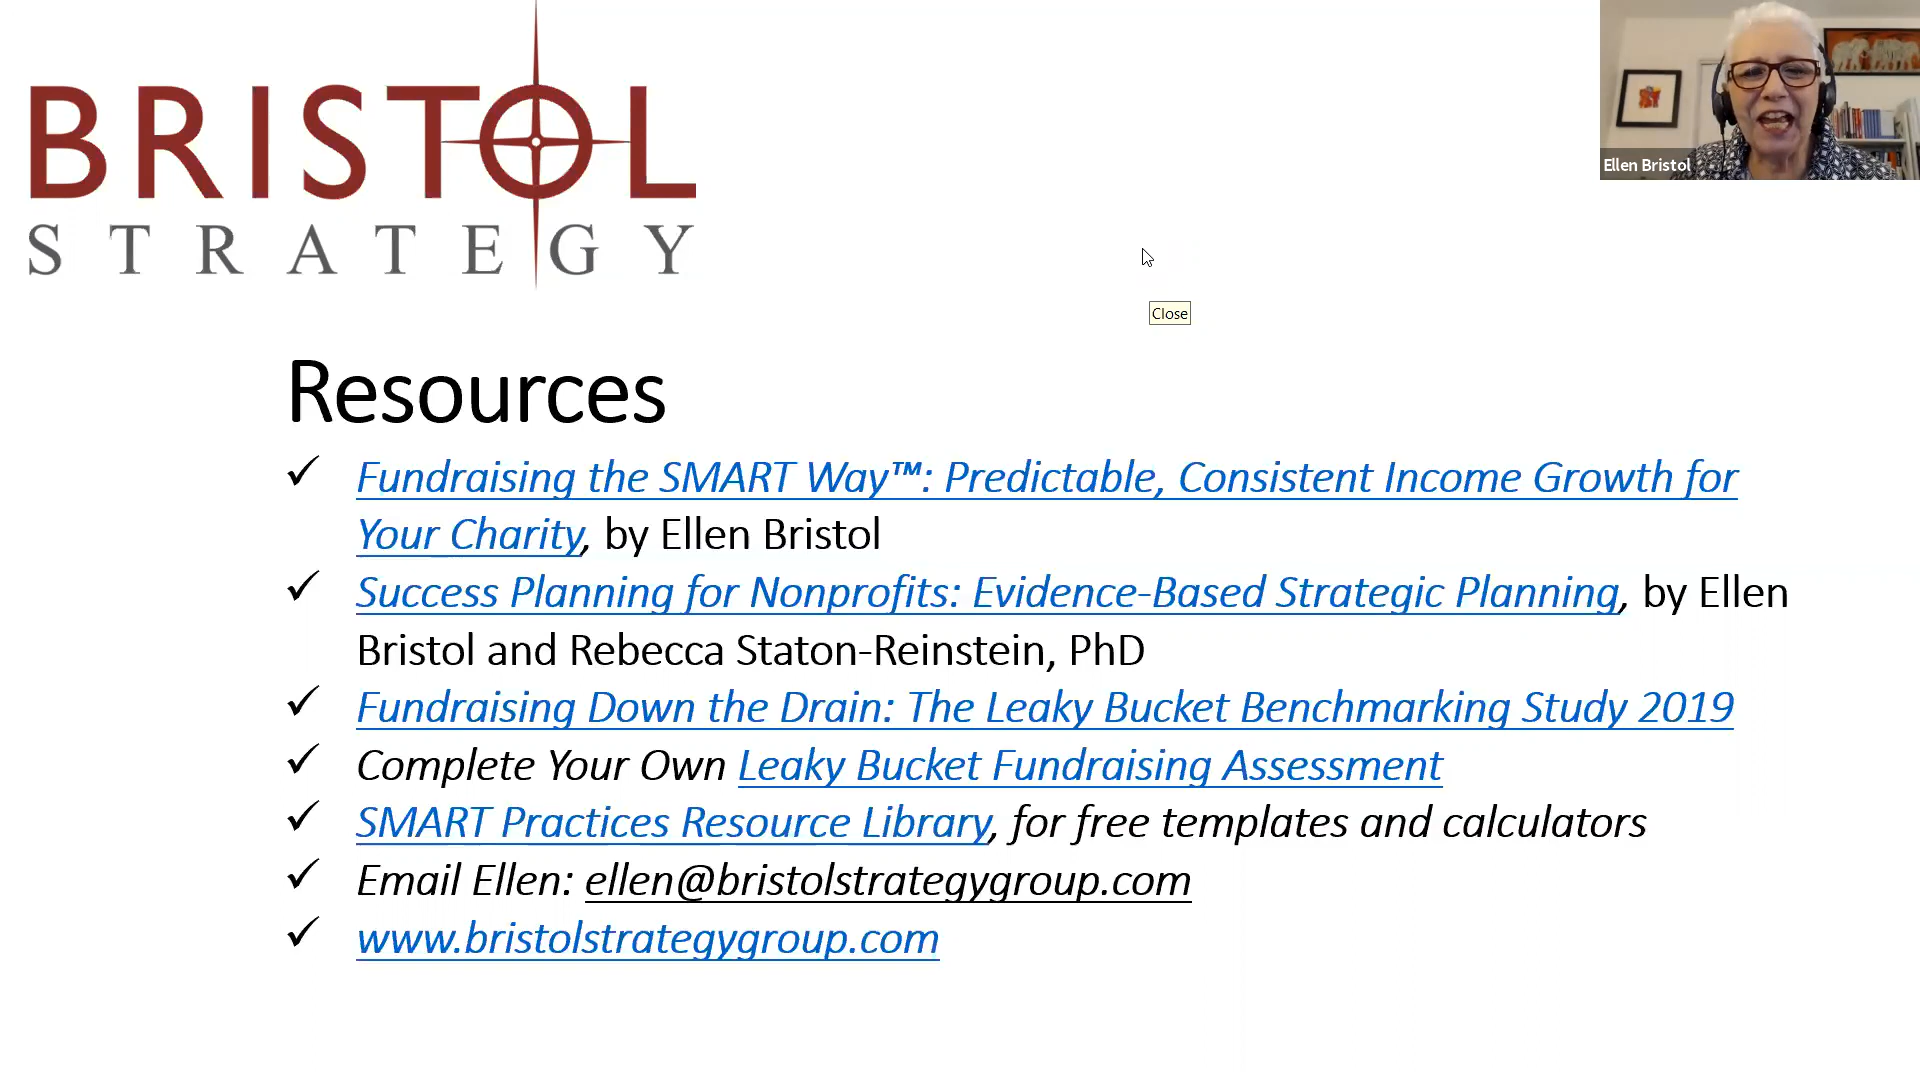 BRISTOL
STRATEGY
Ellen Bristol
Close
Resources
✓ Fundraising the SMART Way™: Predictable, Consistent Income Growth for
Your Charity, by Ellen Bristol
✓ Success Planning for Nonprofits: Evidence-Based Strategic Planning, by Ellen
Bristol and Rebecca Staton-Reinstein, PhD
✓ Fundraising Down the Drain: The Leaky Bucket Benchmarking Study 2019
✓ Complete Your Own Leaky Bucket Fundraising Assessment
✓ SMART Practices Resource Library, for free templates and calculators
✓ Email Ellen: ellen@bristolstrategygroup.com
✓ www.bristolstrategygroup.com